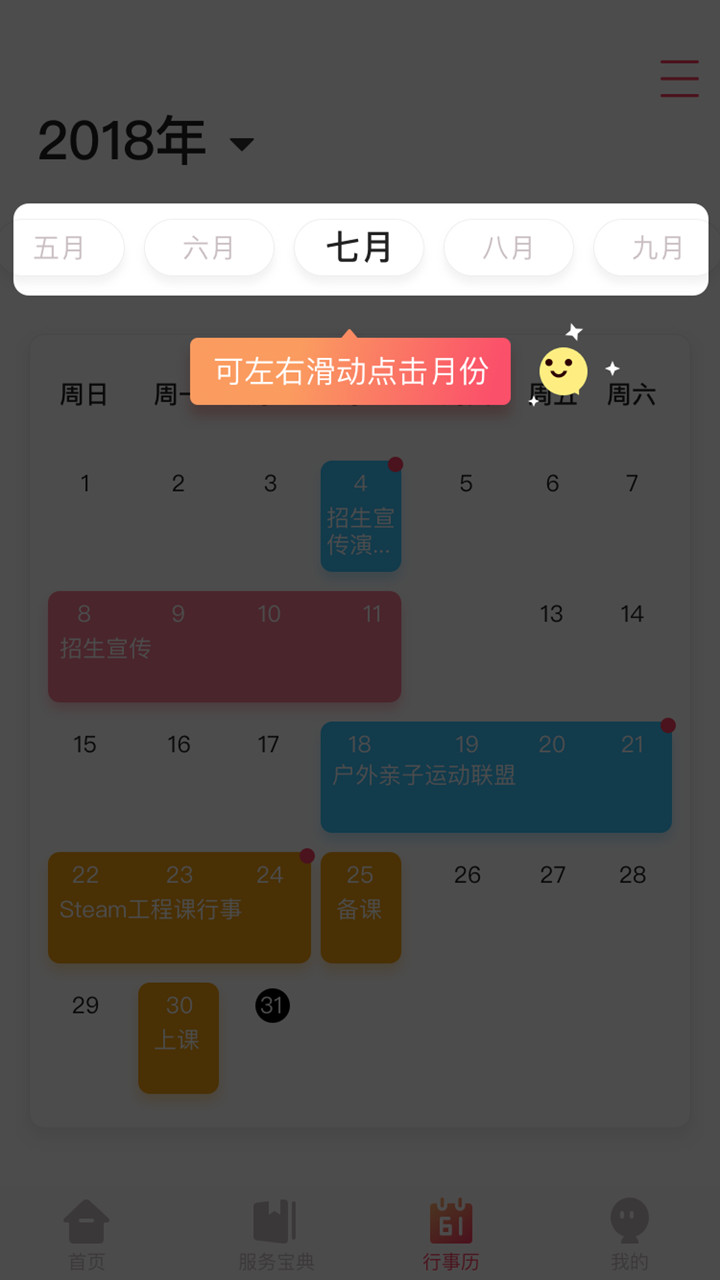 2018年
五月 六月 七月 八月 九月
可左右滑动点击月份
周日 周一 周五 周六
1 2 3 4 5 6 7
招生宣
传演...
8 9 10 11 13 14
招生宣传
15 16 17 18 19 20 21
户外亲子运动联盟
22 23 24 25 26 27 28
Steam工程课行事 备课
29 30 31
上课
61
首页 服务宝典 行事历 我的